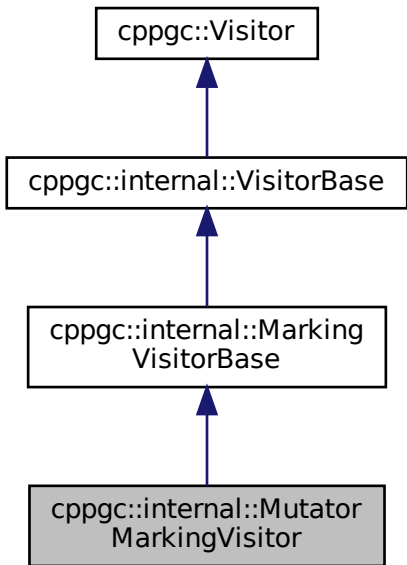 cppgc::Visitor
cppgc::internal::VisitorBase
cppgc::internal::Marking
VisitorBase
cppgc::internal::Mutator
MarkingVisitor